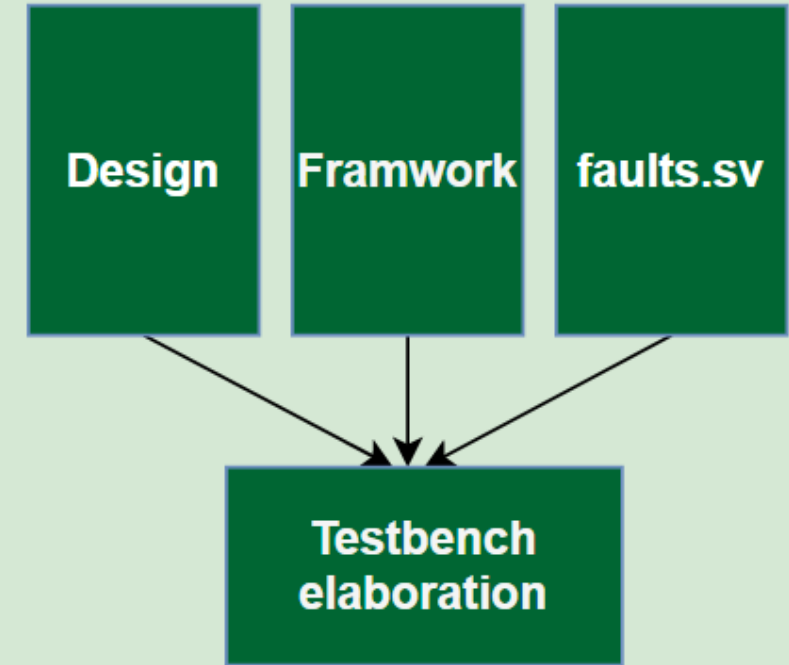 Design
Framwork
faults.sv
Testbench
elaboration